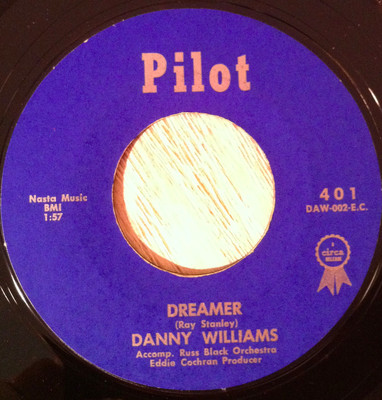 Pilot
Nasta Music
BMI
1:57
401
DAW-002-E.C.
A
circa
RELEASE
DREAMER
(Ray Stanley)
DANNY WILLIAMS
Accomp. Russ Black Orchestra
Eddie Cochran Producer